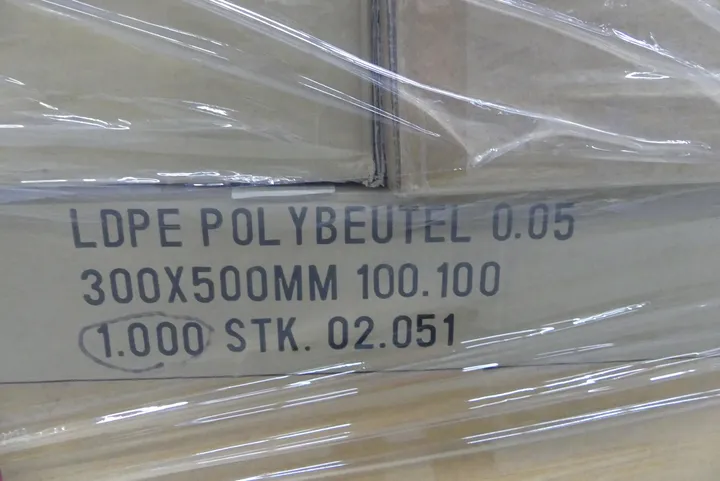 LDPE POLYBEUTEL 0.05
300X500MM 100.100
1.000 STK. 02.051